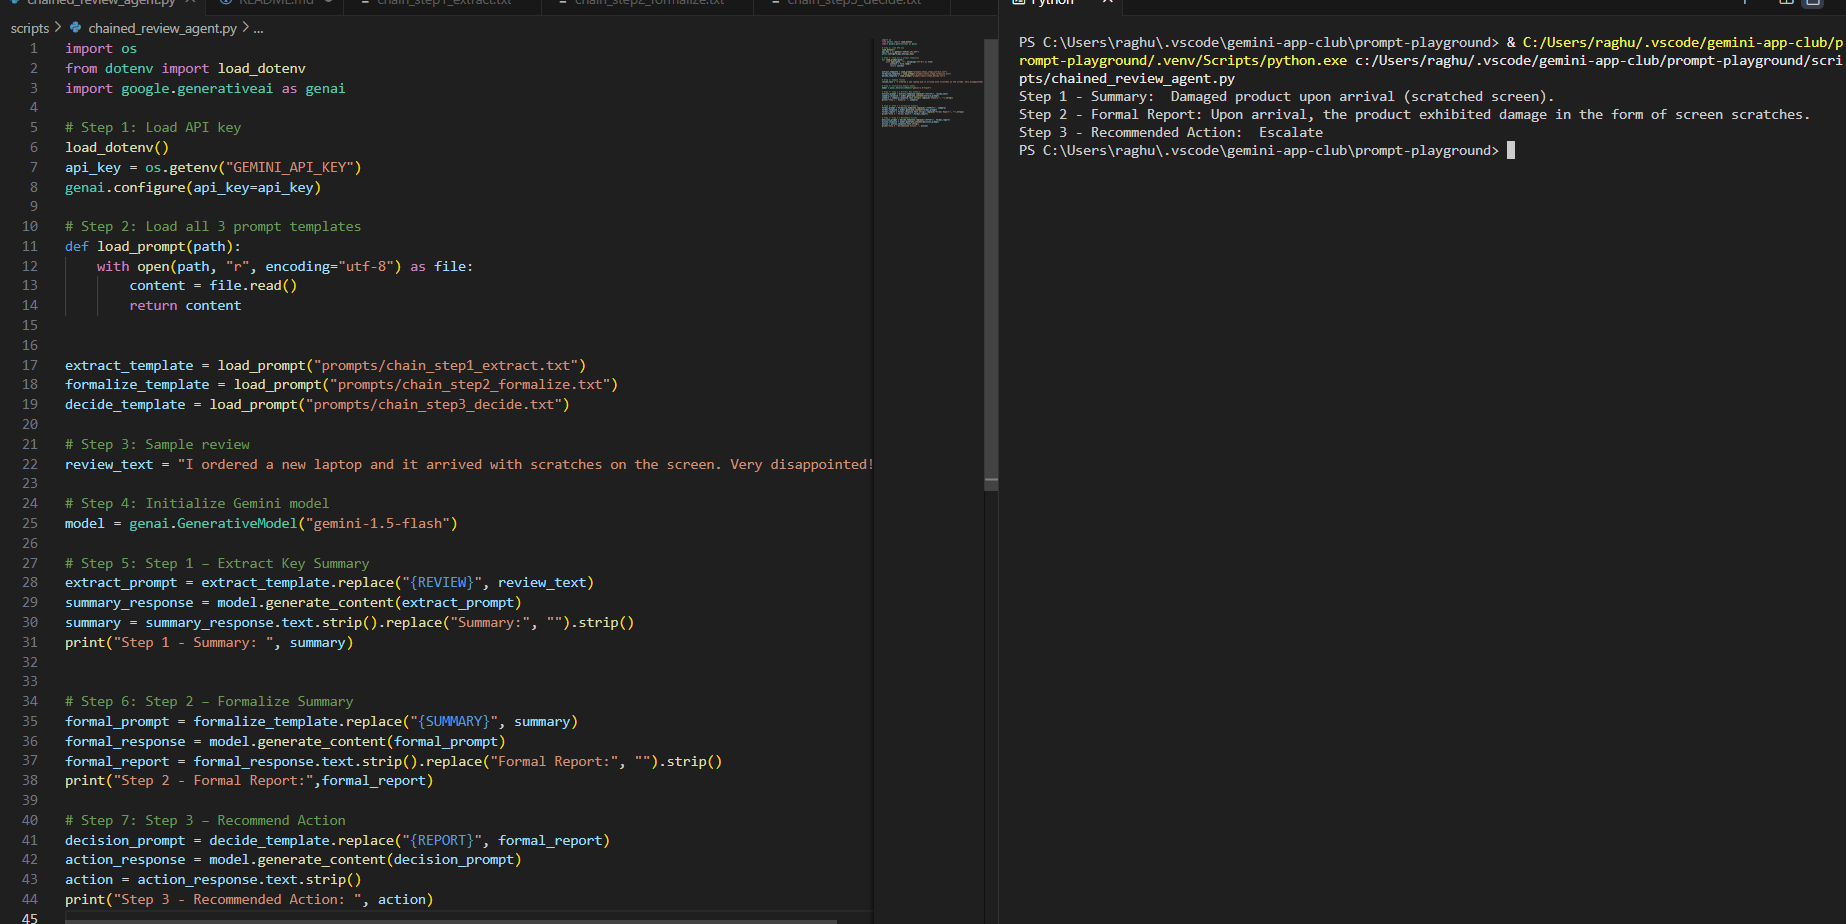 chained_review_agent.py
README.md
chain_step1_extract.txt
chain_step2_formalize.txt
chain_step3_decide.txt
scripts > chained_review_agent.py > ...
1 import os
2 from dotenv import load_dotenv
3 import google.generativeai as genai
4
5 # Step 1: Load API key
6 load_dotenv()
7 api_key = os.getenv("GEMINI_API_KEY")
8 genai.configure(api_key=api_key)
9
10 # Step 2: Load all 3 prompt templates
11 def load_prompt(path):
12     with open(path, "r", encoding="utf-8") as file:
13         content = file.read()
14         return content
15
16
17 extract_template = load_prompt("prompts/chain_step1_extract.txt")
18 formalize_template = load_prompt("prompts/chain_step2_formalize.txt")
19 decide_template = load_prompt("prompts/chain_step3_decide.txt")
20
21 # Step 3: Sample review
22 review_text = "I ordered a new laptop and it arrived with scratches on the screen. Very disappointed!
23
24 # Step 4: Initialize Gemini model
25 model = genai.GenerativeModel("gemini-1.5-flash")
26
27 # Step 5: Step 1 – Extract Key Summary
28 extract_prompt = extract_template.replace("{REVIEW}", review_text)
29 summary_response = model.generate_content(extract_prompt)
30 summary = summary_response.text.strip().replace("Summary:", "").strip()
31 print("Step 1 - Summary: ", summary)
32
33
34 # Step 6: Step 2 – Formalize Summary
35 formal_prompt = formalize_template.replace("{SUMMARY}", summary)
36 formal_response = model.generate_content(formal_prompt)
37 formal_report = formal_response.text.strip().replace("Formal Report:", "").strip()
38 print("Step 2 - Formal Report:",formal_report)
39
40 # Step 7: Step 3 – Recommend Action
41 decision_prompt = decide_template.replace("{REPORT}", formal_report)
42 action_response = model.generate_content(decision_prompt)
43 action = action_response.text.strip()
44 print("Step 3 - Recommended Action: ", action)
45
Python
PS C:\Users\raghu\.vscode\gemini-app-club\prompt-playground> & C:/Users/raghu/.vscode/gemini-app-club/p
rompt-playground/.venv/Scripts/python.exe c:/Users/raghu/.vscode/gemini-app-club/prompt-playground/scri
pts/chained_review_agent.py
Step 1 - Summary:  Damaged product upon arrival (scratched screen).
Step 2 - Formal Report: Upon arrival, the product exhibited damage in the form of screen scratches.
Step 3 - Recommended Action:  Escalate
PS C:\Users\raghu\.vscode\gemini-app-club\prompt-playground>